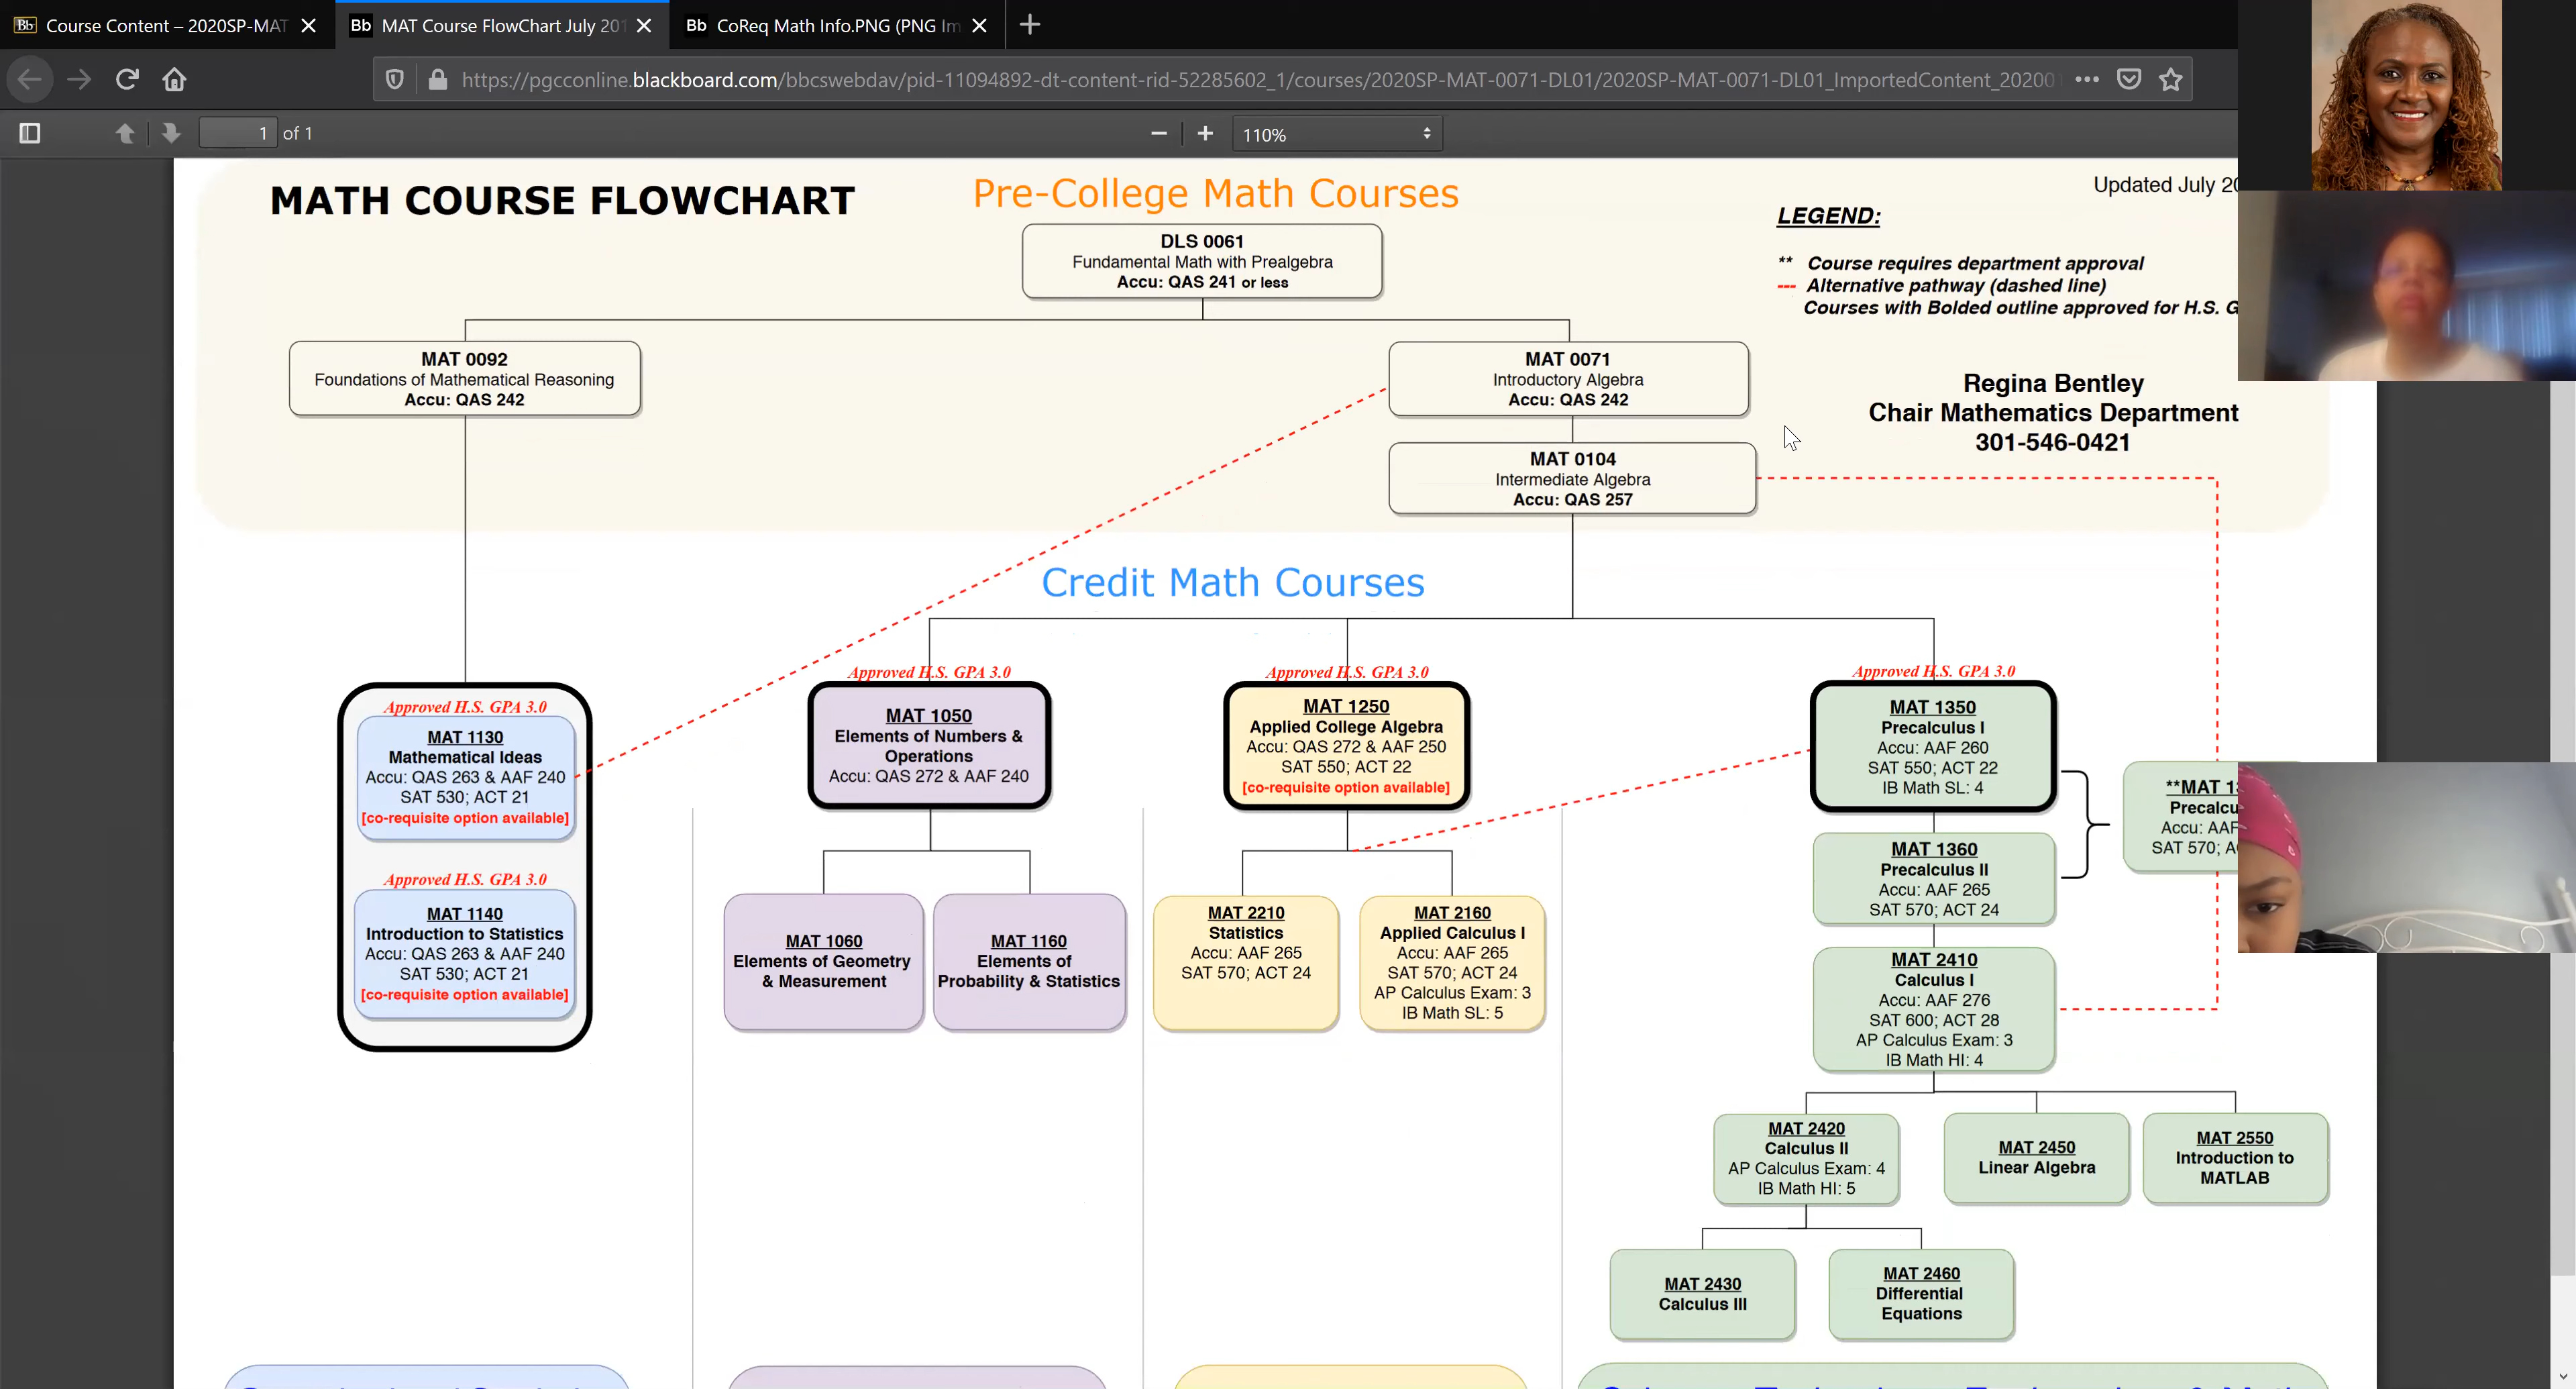 Course Content – 2020SP-MAT
MAT Course FlowChart July 201
CoReq Math Info.PNG (PNG Im
https://pgcconline.blackboard.com/bbcswebdav/pid-11094892-dt-content-rid-52285602_1/courses/2020SP-MAT-0071-DL01/2020SP-MAT-0071-DL01_ImportedContent_20200
1 of 1
110%
MATH COURSE FLOWCHART
Pre-College Math Courses
Updated July 20
LEGEND:
** Course requires department approval
--- Alternative pathway (dashed line)
Courses with Bolded outline approved for H.S. G
DLS 0061
Fundamental Math with Prealgebra
Accu: QAS 241 or less
MAT 0092
Foundations of Mathematical Reasoning
Accu: QAS 242
MAT 0071
Introductory Algebra
Accu: QAS 242
Regina Bentley
Chair Mathematics Department
301-546-0421
MAT 0104
Intermediate Algebra
Accu: QAS 257
Credit Math Courses
Approved H.S. GPA 3.0
MAT 1130
Mathematical Ideas
Accu: QAS 263 & AAF 240
SAT 530; ACT 21
[co-requisite option available]
Approved H.S. GPA 3.0
MAT 1140
Introduction to Statistics
Accu: QAS 263 & AAF 240
SAT 530; ACT 21
[co-requisite option available]
Approved H.S. GPA 3.0
MAT 1050
Elements of Numbers &
Operations
Accu: QAS 272 & AAF 240
MAT 1060
Elements of Geometry
& Measurement
MAT 1160
Elements of
Probability & Statistics
Approved H.S. GPA 3.0
MAT 1250
Applied College Algebra
Accu: QAS 272 & AAF 250
SAT 550; ACT 22
[co-requisite option available]
MAT 2210
Statistics
Accu: AAF 265
SAT 570; ACT 24
MAT 2160
Applied Calculus I
Accu: AAF 265
SAT 570; ACT 24
AP Calculus Exam: 3
IB Math SL: 5
Approved H.S. GPA 3.0
MAT 1350
Precalculus I
Accu: AAF 260
SAT 550; ACT 22
IB Math SL: 4
MAT 1360
Precalculus II
Accu: AAF 265
SAT 570; ACT 24
**MAT 13
Precalcu
Accu: AAF
SAT 570; A
MAT 2410
Calculus I
Accu: AAF 276
SAT 600; ACT 28
AP Calculus Exam: 3
IB Math HI: 4
MAT 2420
Calculus II
AP Calculus Exam: 4
IB Math HI: 5
MAT 2450
Linear Algebra
MAT 2550
Introduction to
MATLAB
MAT 2430
Calculus III
MAT 2460
Differential
Equations